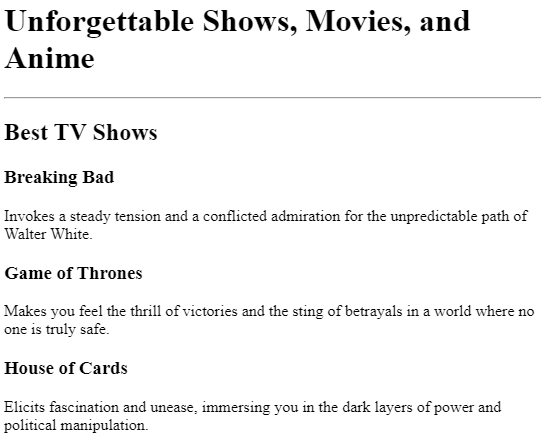 Unforgettable Shows, Movies, and
Anime
Best TV Shows
Breaking Bad
Invokes a steady tension and a conflicted admiration for the unpredictable path of
Walter White.
Game of Thrones
Makes you feel the thrill of victories and the sting of betrayals in a world where no
one is truly safe.
House of Cards
Elicits fascination and unease, immersing you in the dark layers of power and
political manipulation.